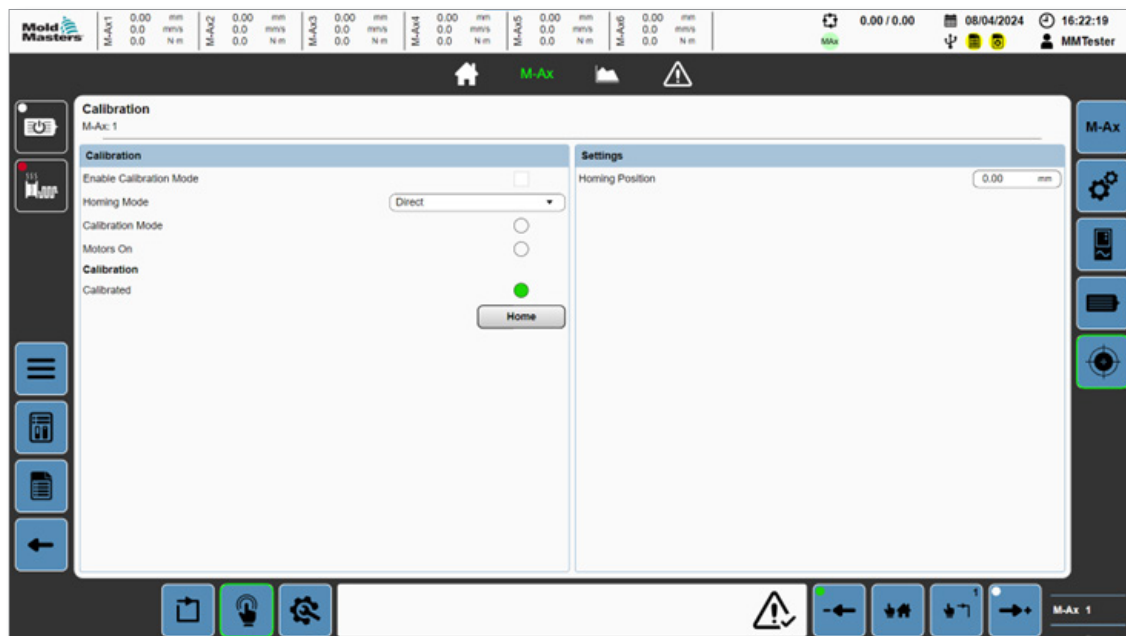 Mold Masters
M-Ax1 0.00 mm 0.0 mm/s 0.0 N m
M-Ax2 0.00 mm 0.0 mm/s 0.0 N m
M-Ax3 0.00 mm 0.0 mm/s 0.0 N m
M-Ax4 0.00 mm 0.0 mm/s 0.0 N m
M-Ax5 0.00 mm 0.0 mm/s 0.0 N m
M-Ax6 0.00 mm 0.0 mm/s 0.0 N m
MAx
0.00 / 0.00
08/04/2024 16:22:19
MMTester
M-Ax
Calibration
M-Ax: 1
M-Ax
Calibration
Enable Calibration Mode
Homing Mode Direct
Calibration Mode
Motors On
Calibration
Calibrated
Home
Settings
Homing Position 0.00 mm
1
M-Ax 1